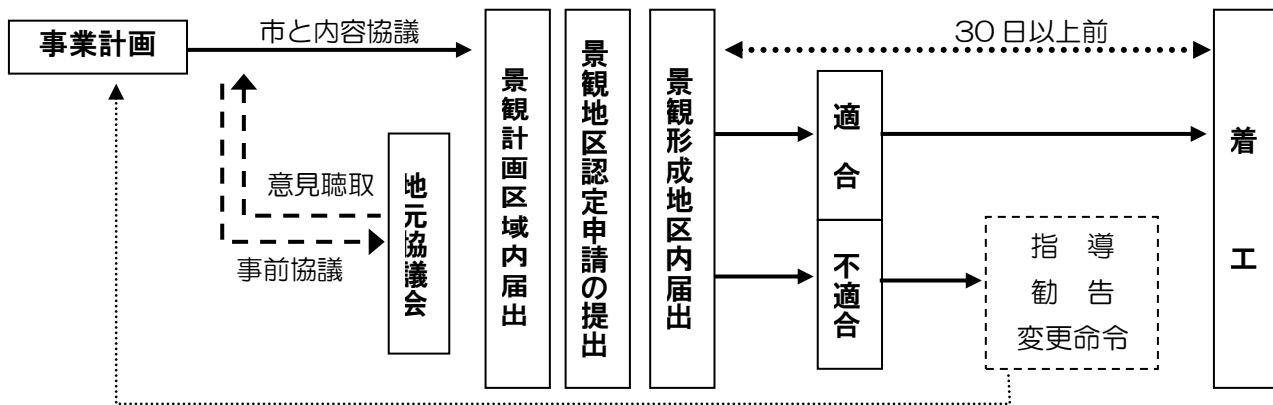 事業計画
市と内容協議
意見聴取
事前協議
地元協議会
景観計画区域内届出
景観地区認定申請の提出
景観形成地区内届出
30日以上前
適合
不適合
指導
勧告
変更命令
着工